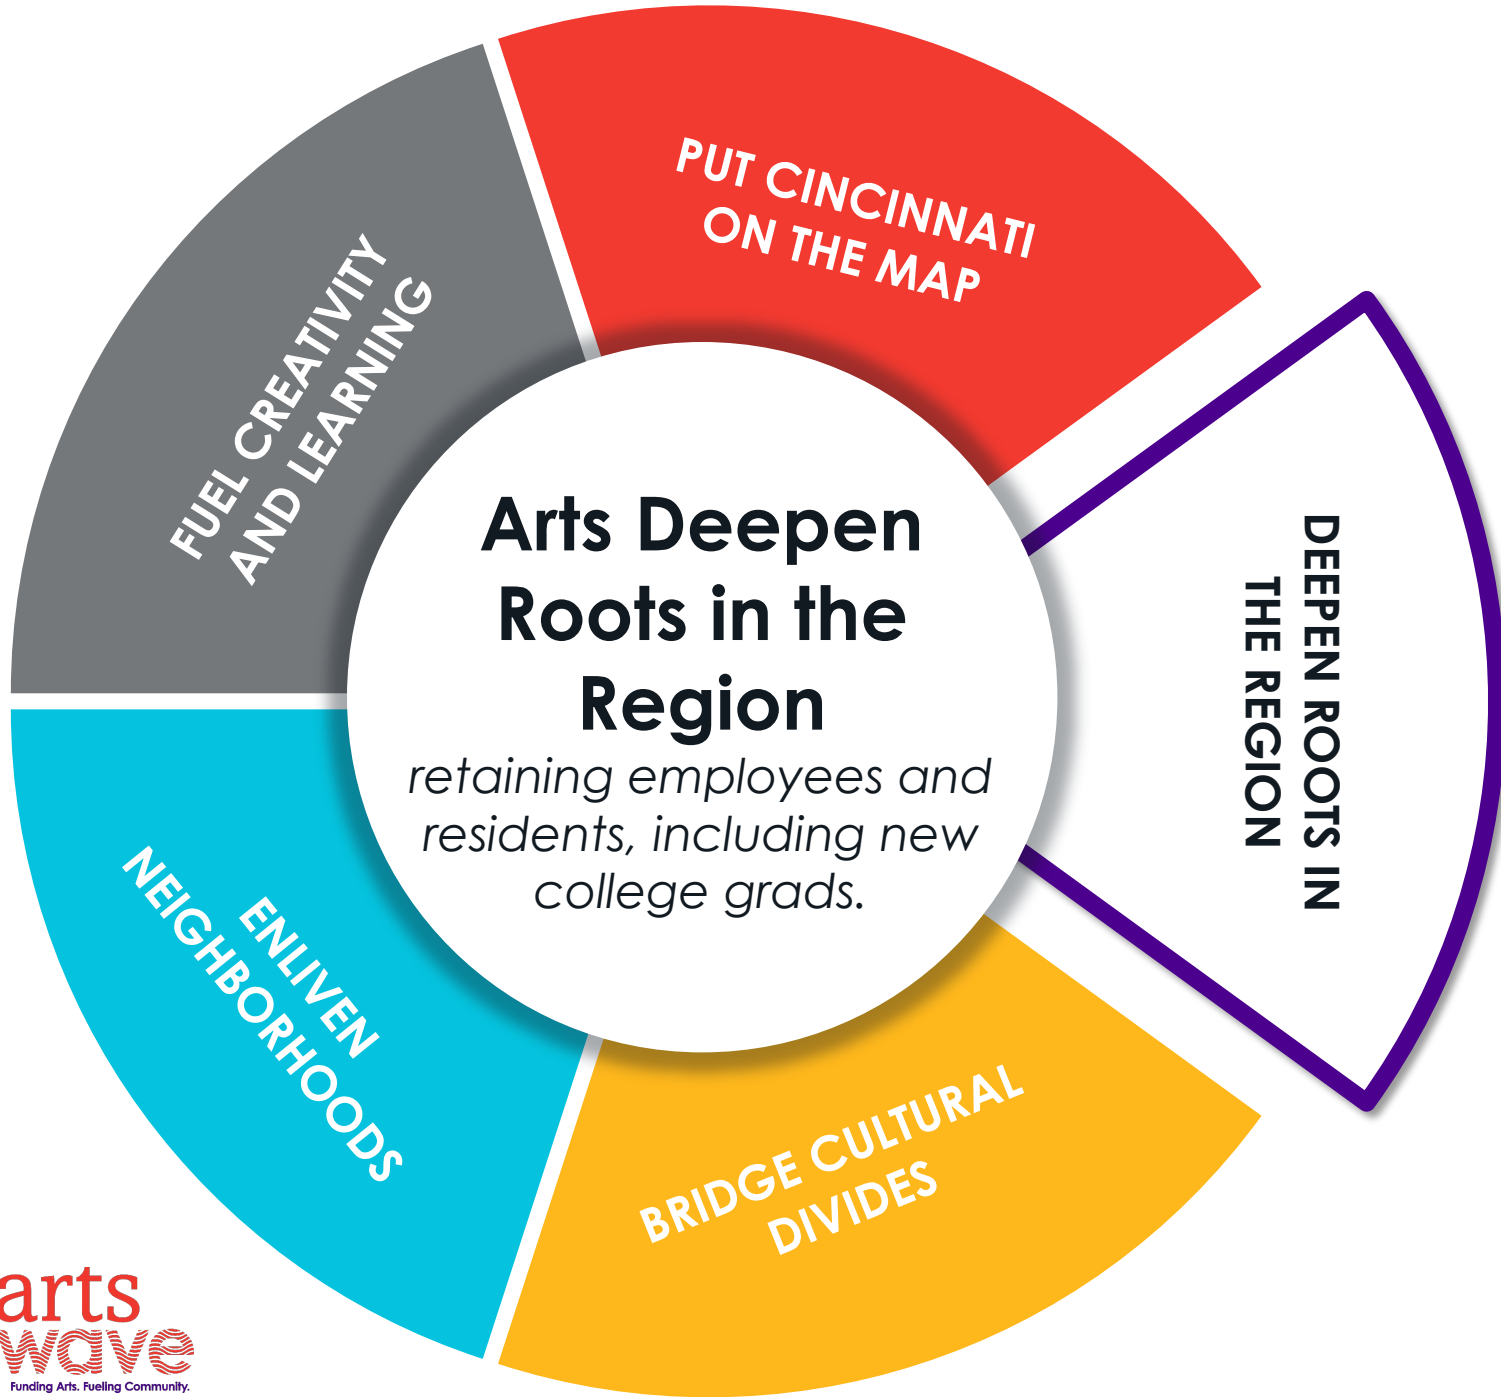 PUT CINCINNATI
ON THE MAP
DEEPEN ROOTS IN
THE REGION
BRIDGE CULTURAL
DIVIDES
ENLIVEN
NEIGHBORHOODS
FUEL CREATIVITY
AND LEARNING
Arts Deepen
Roots in the
Region
retaining employees and
residents, including new
college grads.
arts
wave
Funding Arts. Fueling Community.